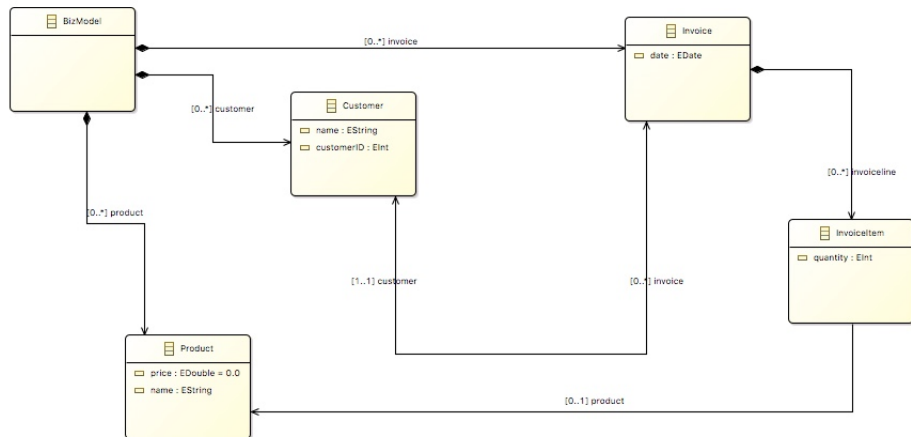 BizModel
[0..*] invoice
Invoice
date : EDate
[0..*] customer
Customer
name : EString
customerID : EInt
[0..*] invoiceline
[0..*] product
InvoiceItem
quantity : EInt
[1..1] customer
[0..*] invoice
Product
price : EDouble = 0.0
name : EString
[0..1] product